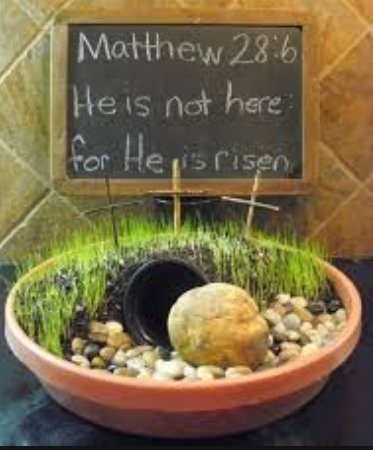 Matthew 28:6
He is not here:
for He is risen